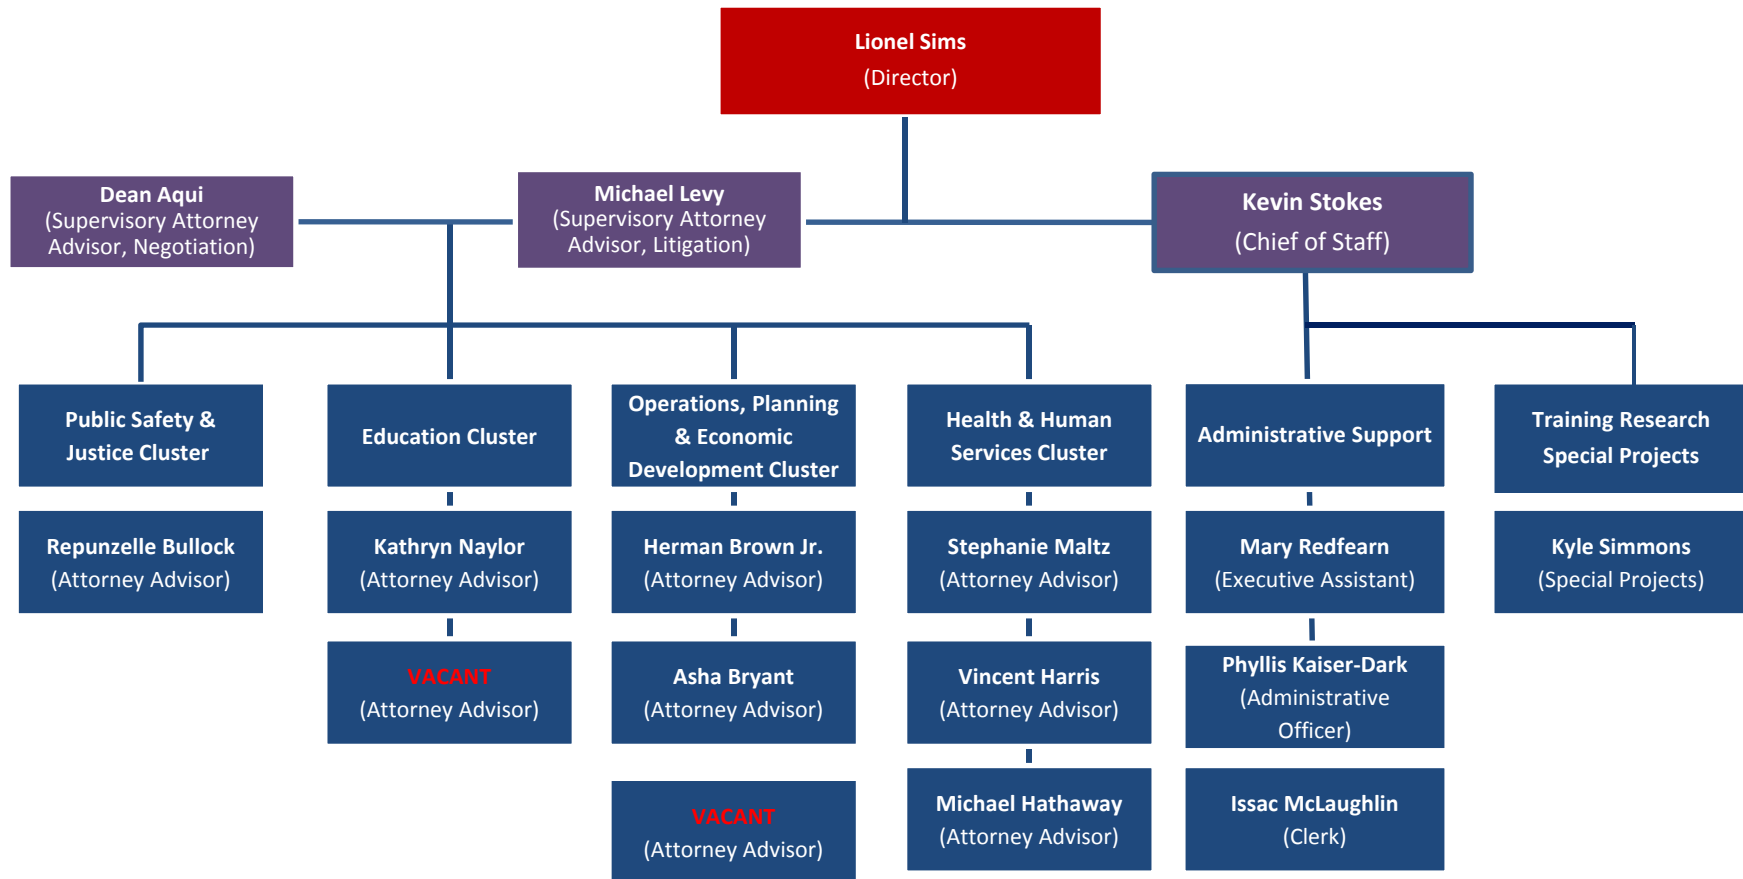 Lionel Sims
(Director)
Dean Aqui
(Supervisory Attorney
Advisor, Negotiation)
Michael Levy
(Supervisory Attorney
Advisor, Litigation)
Kevin Stokes
(Chief of Staff)
Public Safety &
Justice Cluster
Education Cluster
Operations, Planning
& Economic
Development Cluster
Health & Human
Services Cluster
Administrative Support
Training Research
Special Projects
Repunzelle Bullock
(Attorney Advisor)
Kathryn Naylor
(Attorney Advisor)
Herman Brown Jr.
(Attorney Advisor)
Stephanie Maltz
(Attorney Advisor)
Mary Redfearn
(Executive Assistant)
Kyle Simmons
(Special Projects)
VACANT
(Attorney Advisor)
Asha Bryant
(Attorney Advisor)
Vincent Harris
(Attorney Advisor)
Phyllis Kaiser-Dark
(Administrative
Officer)
VACANT
(Attorney Advisor)
Michael Hathaway
(Attorney Advisor)
Issac McLaughlin
(Clerk)